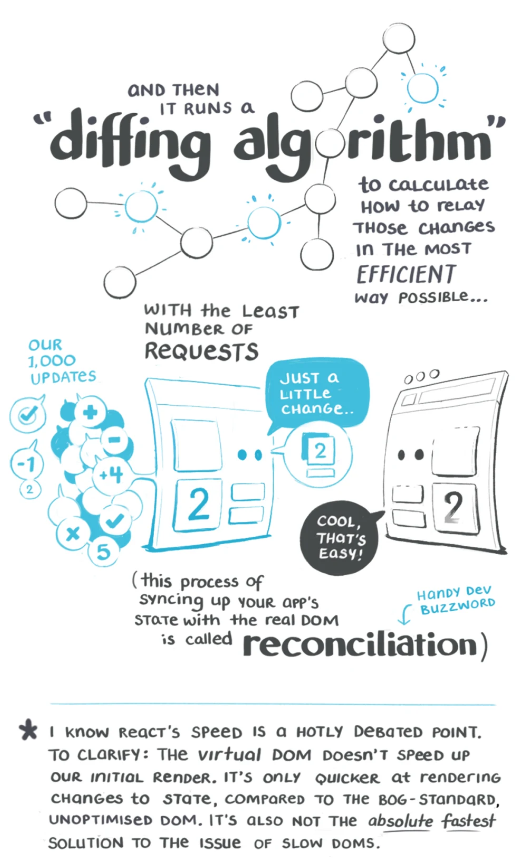 AND THEN
IT RUNS A
"diffing algorithm"
to CALCULATE
HOW to RELAY
THOSE CHANGES
IN THE MOST
EFFICIENT
WAY POSSIBLE...
WITH the LEAST
NUMBER OF
REQUESTS
OUR
1,000
UPDATES
+
-
-1
+4
2
x
5
JUST A
LITTLE
CHANGE..
2
2
2
COOL,
THAT'S
EASY!
(this process of
syncing up YOUR APP'S
STATE with the real DOM
is called reconciliation)
HANDY DEV
BUZZWORD
* I KNOW REACT'S SPEED IS A HOTLY DEBATED POINT.
TO CLARIFY: THE virtual DOM DOESN'T SPEED UP
OUR INITIAL RENDER. IT'S ONLY QUICKER at RENDERING
CHANGES to STATE, COMPARED TO THE BOG-STANDARD,
UNOPTIMISED DOM. IT'S ALSO NOT THE absolute fastest
SOLUTION TO THE ISSUE OF SLOW DOMS.